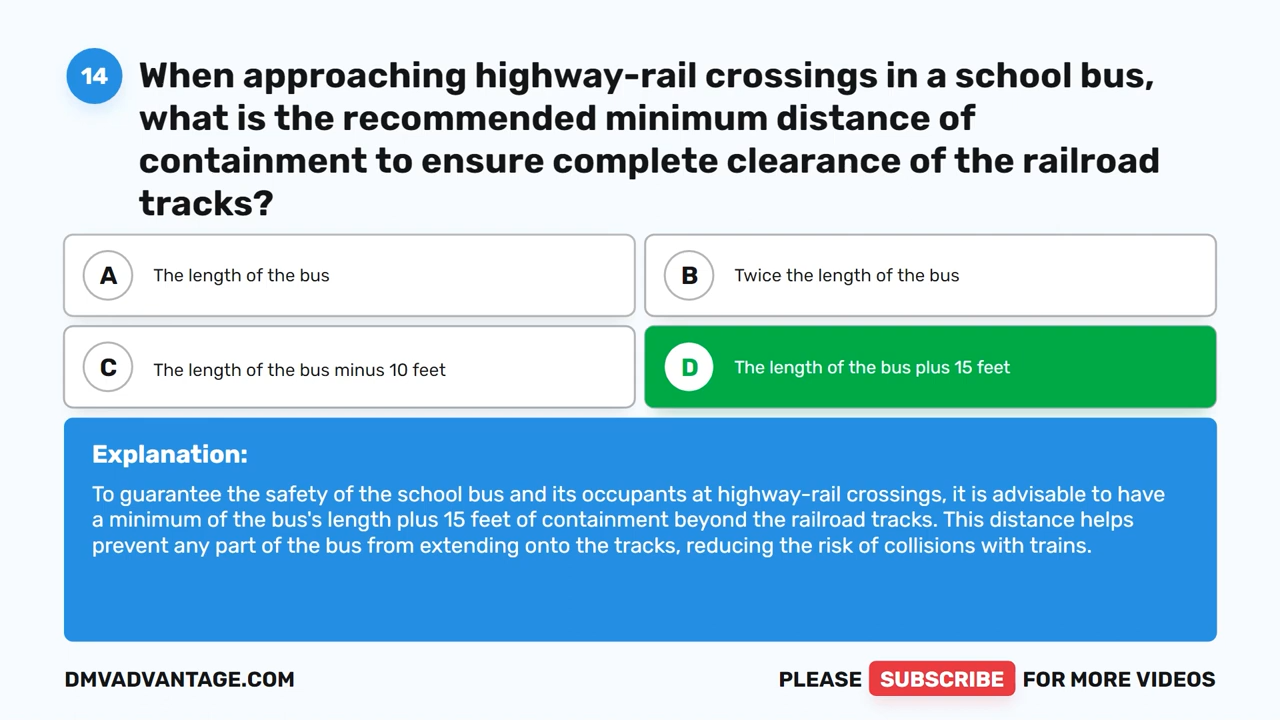 14
When approaching highway-rail crossings in a school bus,
what is the recommended minimum distance of
containment to ensure complete clearance of the railroad
tracks?
A The length of the bus
B Twice the length of the bus
C The length of the bus minus 10 feet
D The length of the bus plus 15 feet
Explanation:
To guarantee the safety of the school bus and its occupants at highway-rail crossings, it is advisable to have
a minimum of the bus's length plus 15 feet of containment beyond the railroad tracks. This distance helps
prevent any part of the bus from extending onto the tracks, reducing the risk of collisions with trains.
DMVADVANTAGE.COM
PLEASE SUBSCRIBE FOR MORE VIDEOS